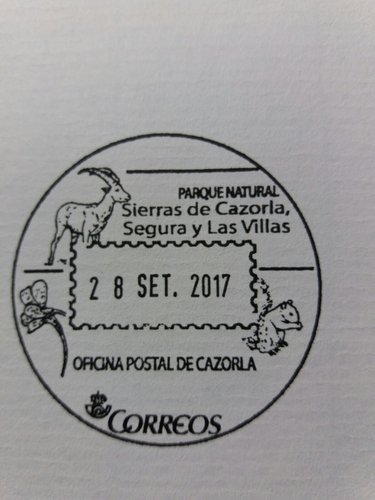 PARQUE NATURAL
Sierras de Cazorla,
Segura y Las Villas
2 8 SET. 2017
OFICINA POSTAL DE CAZORLA
CORREOS